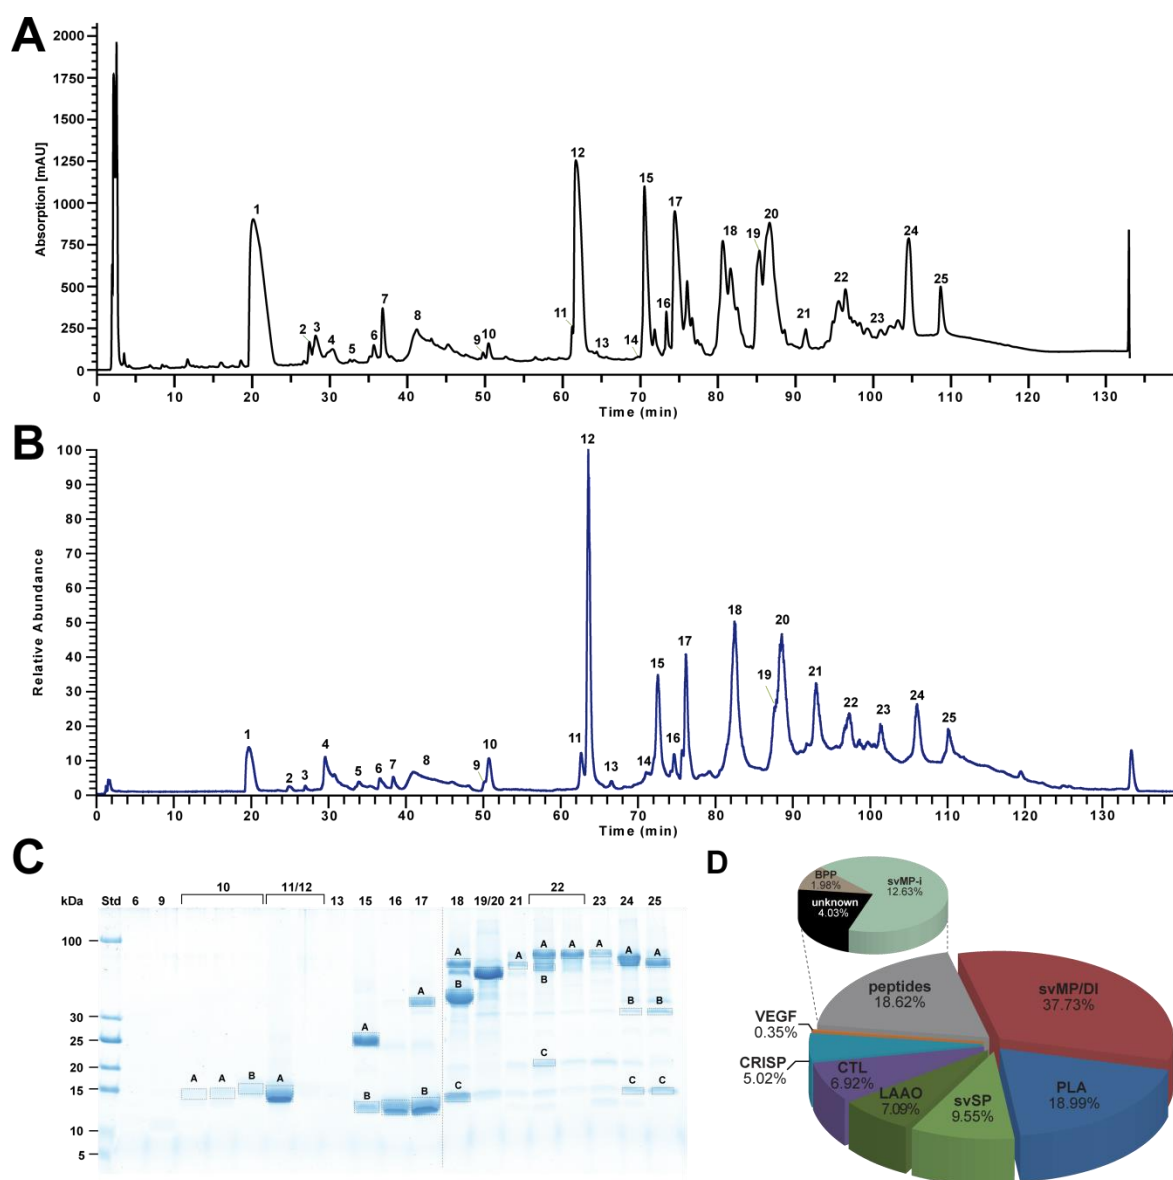 A
Absorption [mAU]
2000
1750
1500
1250
1000
750
500
250
0
1 2 3 4 5 6 7 8 9 10 11 12 13 14 15 16 17 18 19 20 21 22 23 24 25
0 10 20 30 40 50 60 70 80 90 100 110 120 130
Time (min)
B
Relative Abundance
100
90
80
70
60
50
40
30
20
10
0
1 2 3 4 5 6 7 8 9 10 11 12 13 14 15 16 17 18 19 20 21 22 23 24 25
0 10 20 30 40 50 60 70 80 90 100 110 120 130
Time (min)
C
10 11/12 22
kDa Std 6 9 13 15 16 17 18 19/20 21 23 24 25
100
30
25
20
15
10
5
A A B A A B A B A B C A A B C A A A B C A B C
D
BPP
1.98%
svMP-i
12.63%
unknown
4.03%
peptides
18.62%
svMP/DI
37.73%
VEGF
0.35%
CRISP
5.02%
CTL
6.92%
LAAO
7.09%
svSP
9.55%
PLA
18.99%